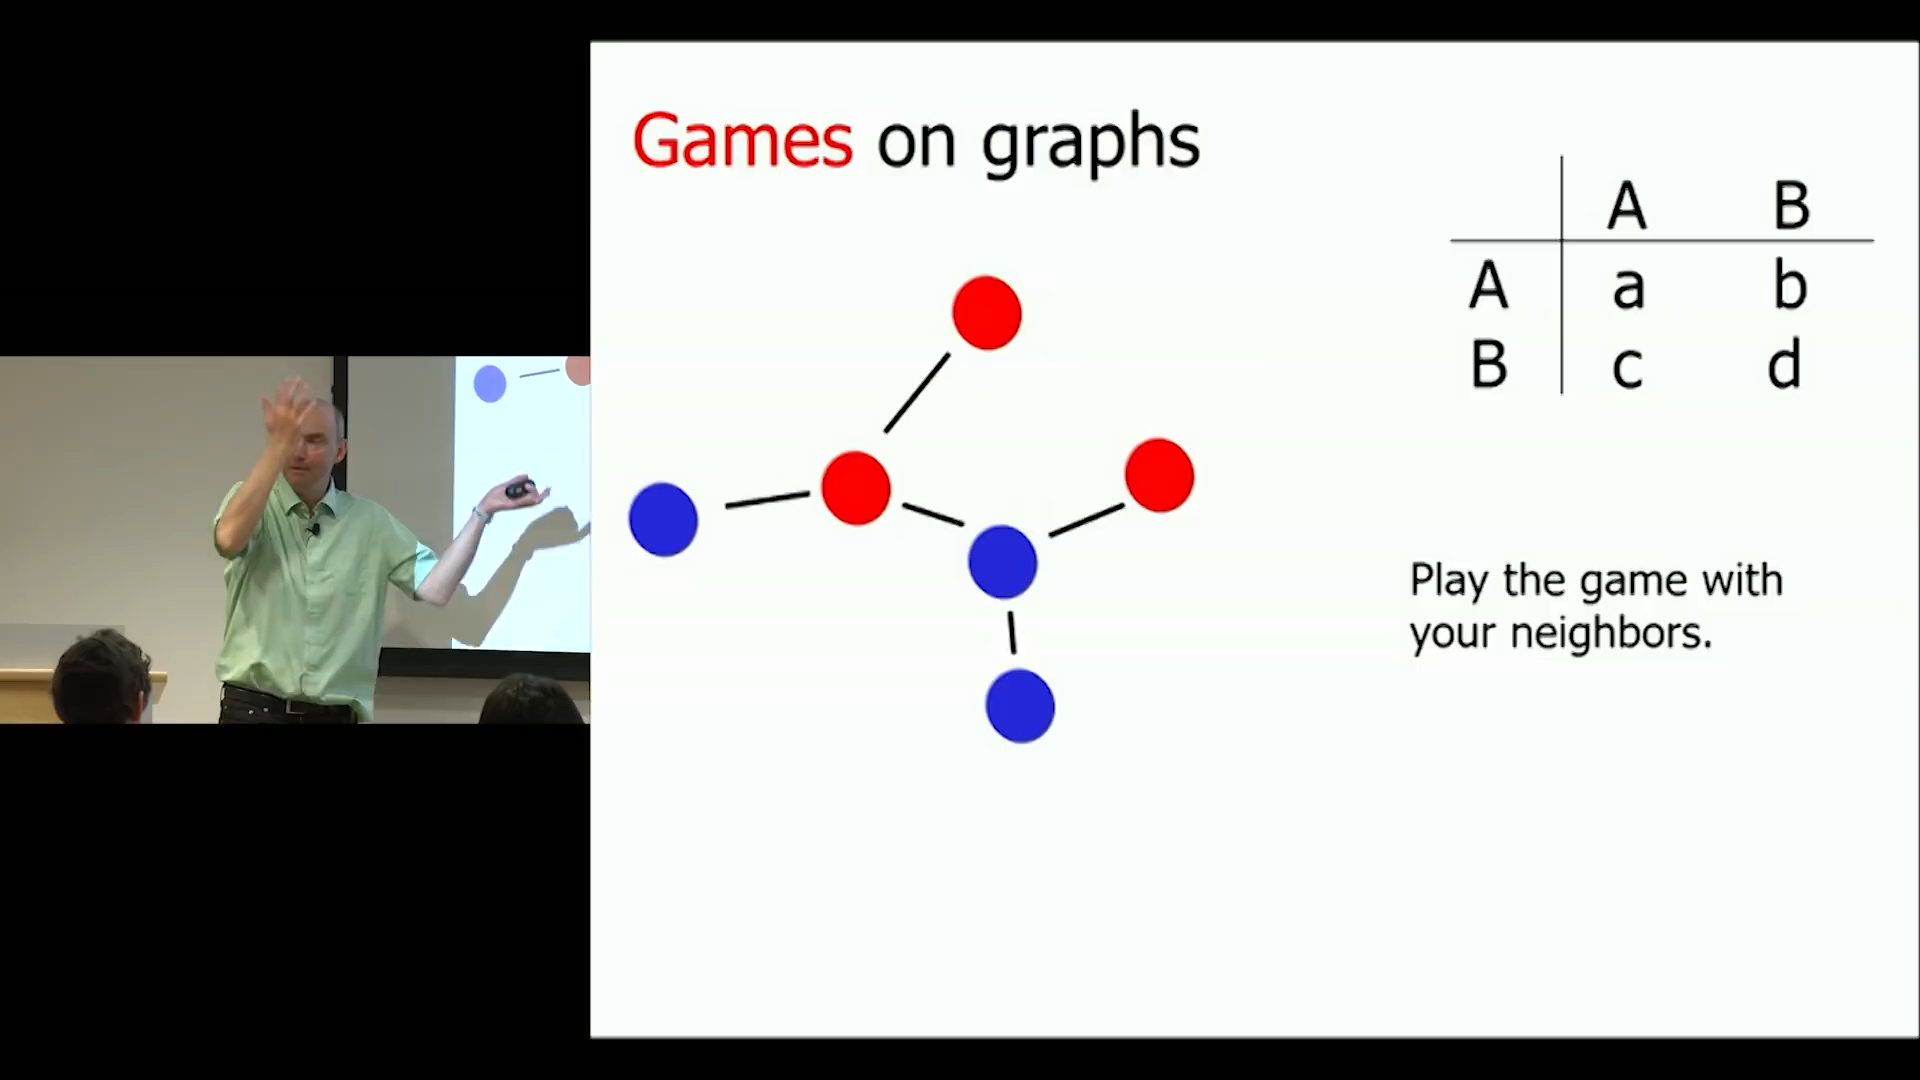 Games on graphs
A B
A a b
B c d
Play the game with
your neighbors.